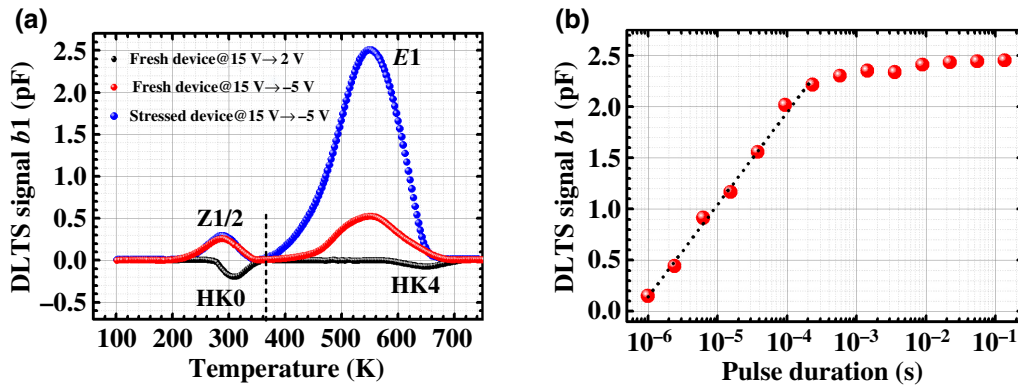 (a)
2.5
2.0
1.5
1.0
0.5
0.0
−0.5
DLTS signal b1 (pF)
Fresh device@15 V→2 V
Fresh device@15 V→−5 V
Stressed device@15 V→−5 V
E1
Z1/2
HK0
HK4
100 200 300 400 500 600 700
Temperature (K)
(b)
2.5
2.0
1.5
1.0
0.5
0.0
DLTS signal b1 (pF)
10⁻⁶ 10⁻⁵ 10⁻⁴ 10⁻³ 10⁻² 10⁻¹
Pulse duration (s)